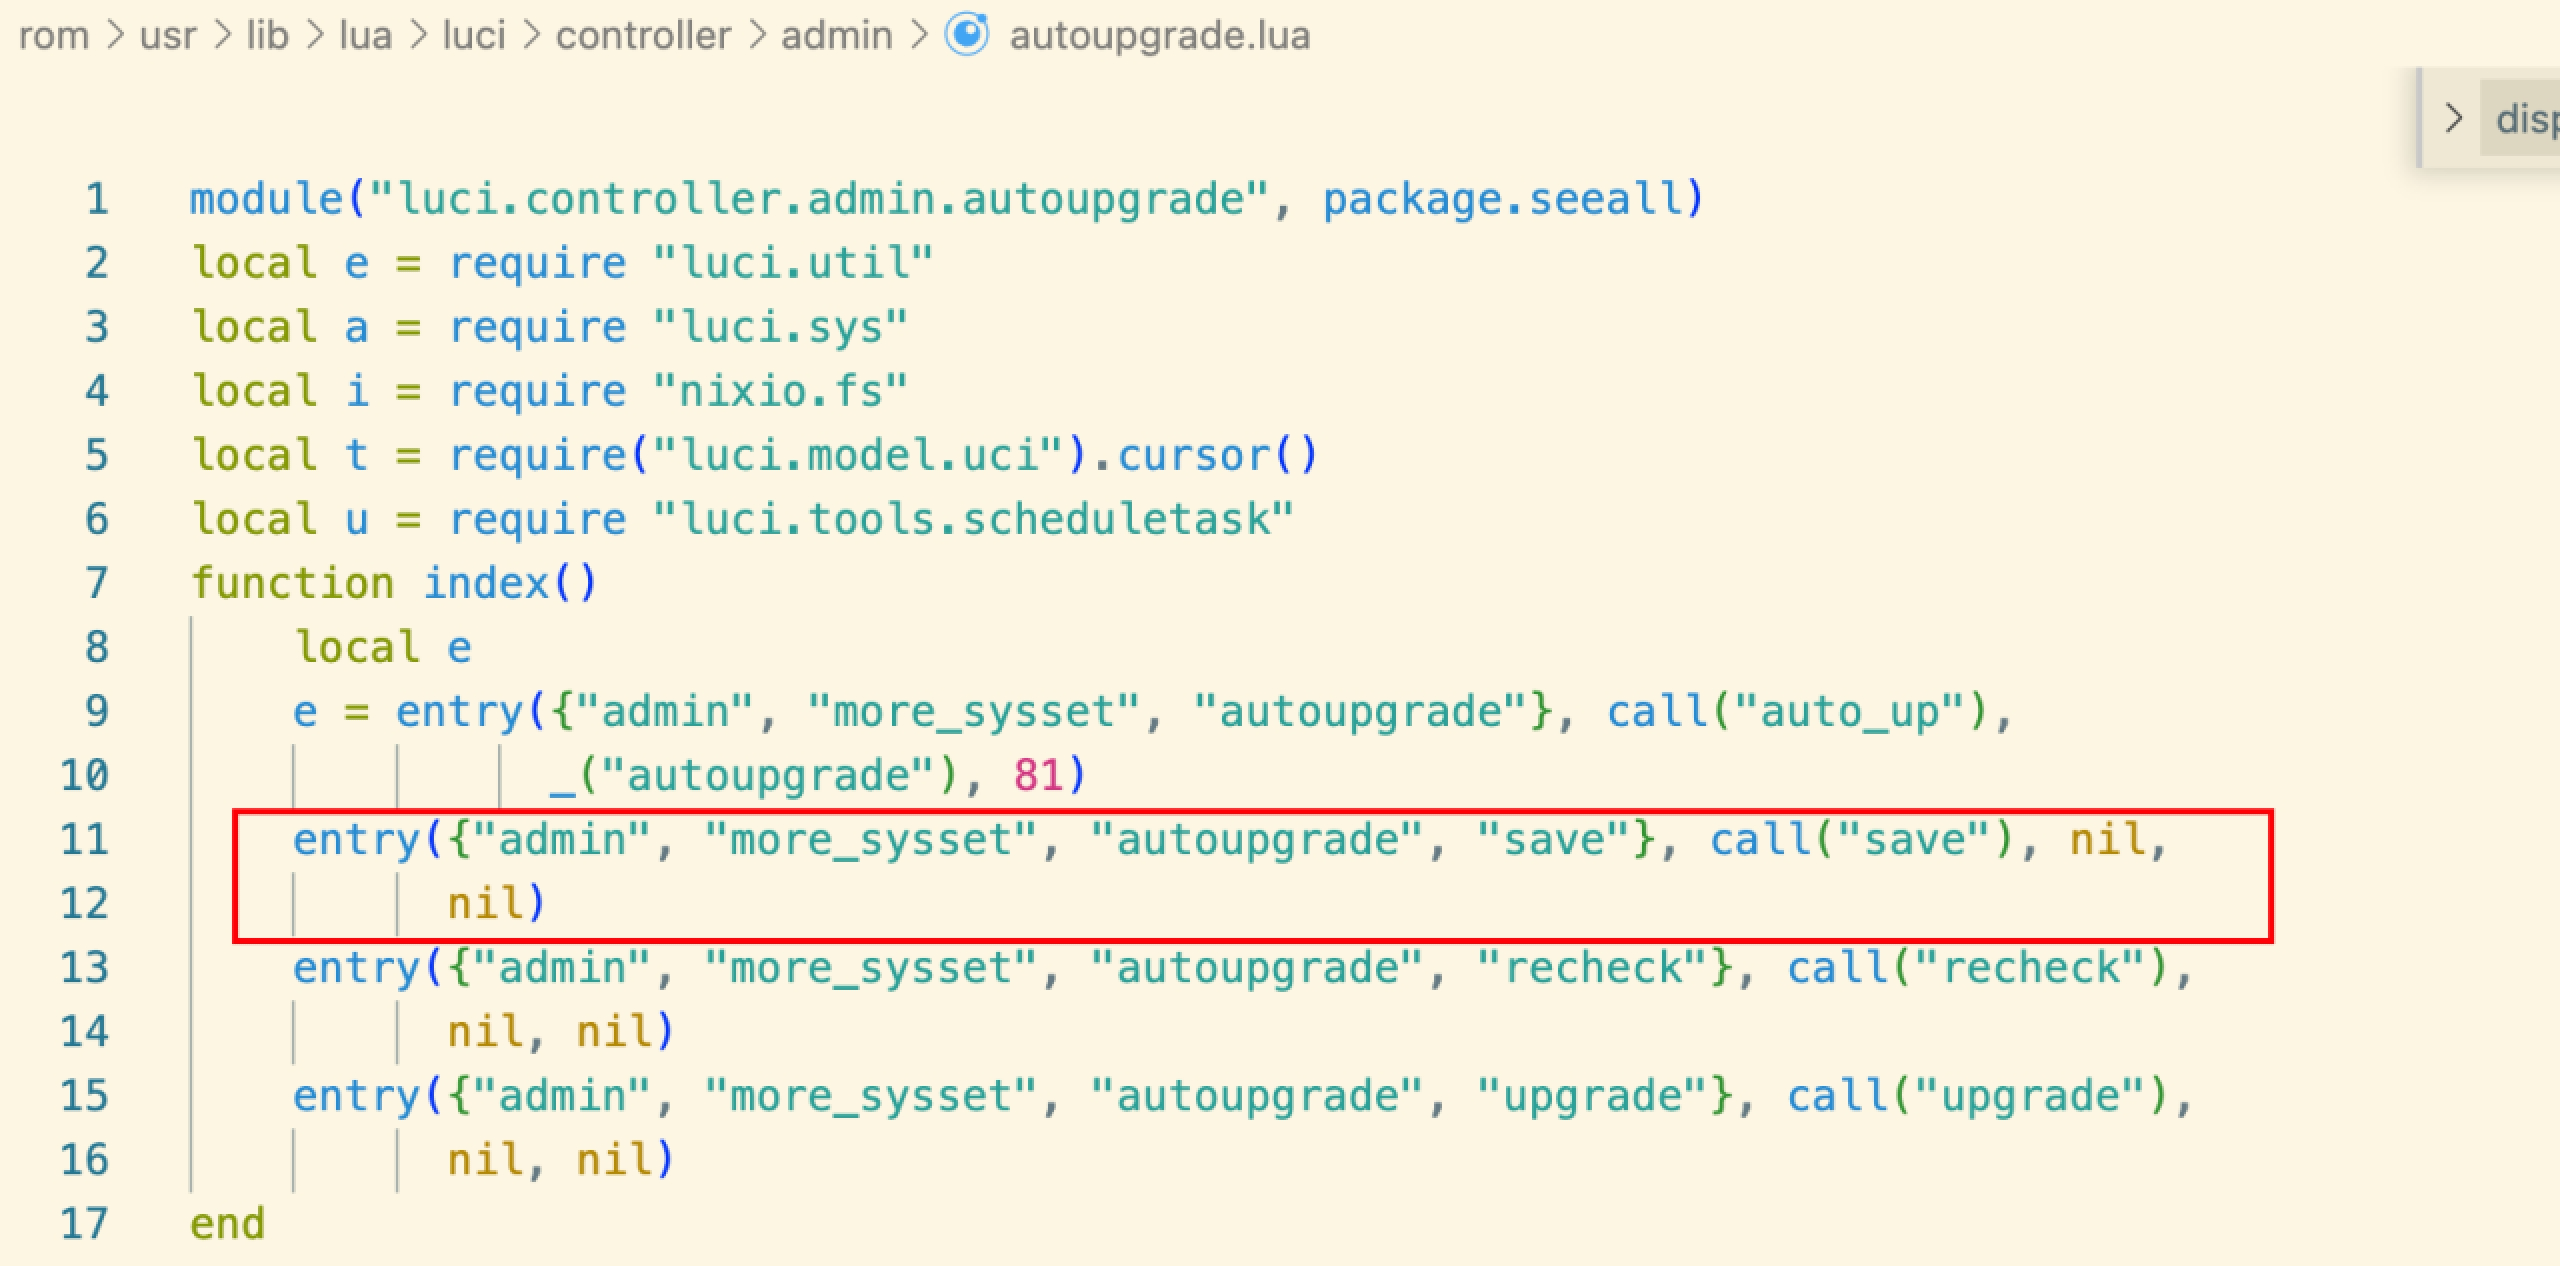 rom > usr > lib > lua > luci > controller > admin > autoupgrade.lua
> disp
1 module("luci.controller.admin.autoupgrade", package.seeall)
2 local e = require "luci.util"
3 local a = require "luci.sys"
4 local i = require "nixio.fs"
5 local t = require("luci.model.uci").cursor()
6 local u = require "luci.tools.scheduletask"
7 function index()
8 local e
9 e = entry({"admin", "more_sysset", "autoupgrade"}, call("auto_up"),
10 _("autoupgrade"), 81)
11 entry({"admin", "more_sysset", "autoupgrade", "save"}, call("save"), nil,
12 nil)
13 entry({"admin", "more_sysset", "autoupgrade", "recheck"}, call("recheck"),
14 nil, nil)
15 entry({"admin", "more_sysset", "autoupgrade", "upgrade"}, call("upgrade"),
16 nil, nil)
17 end